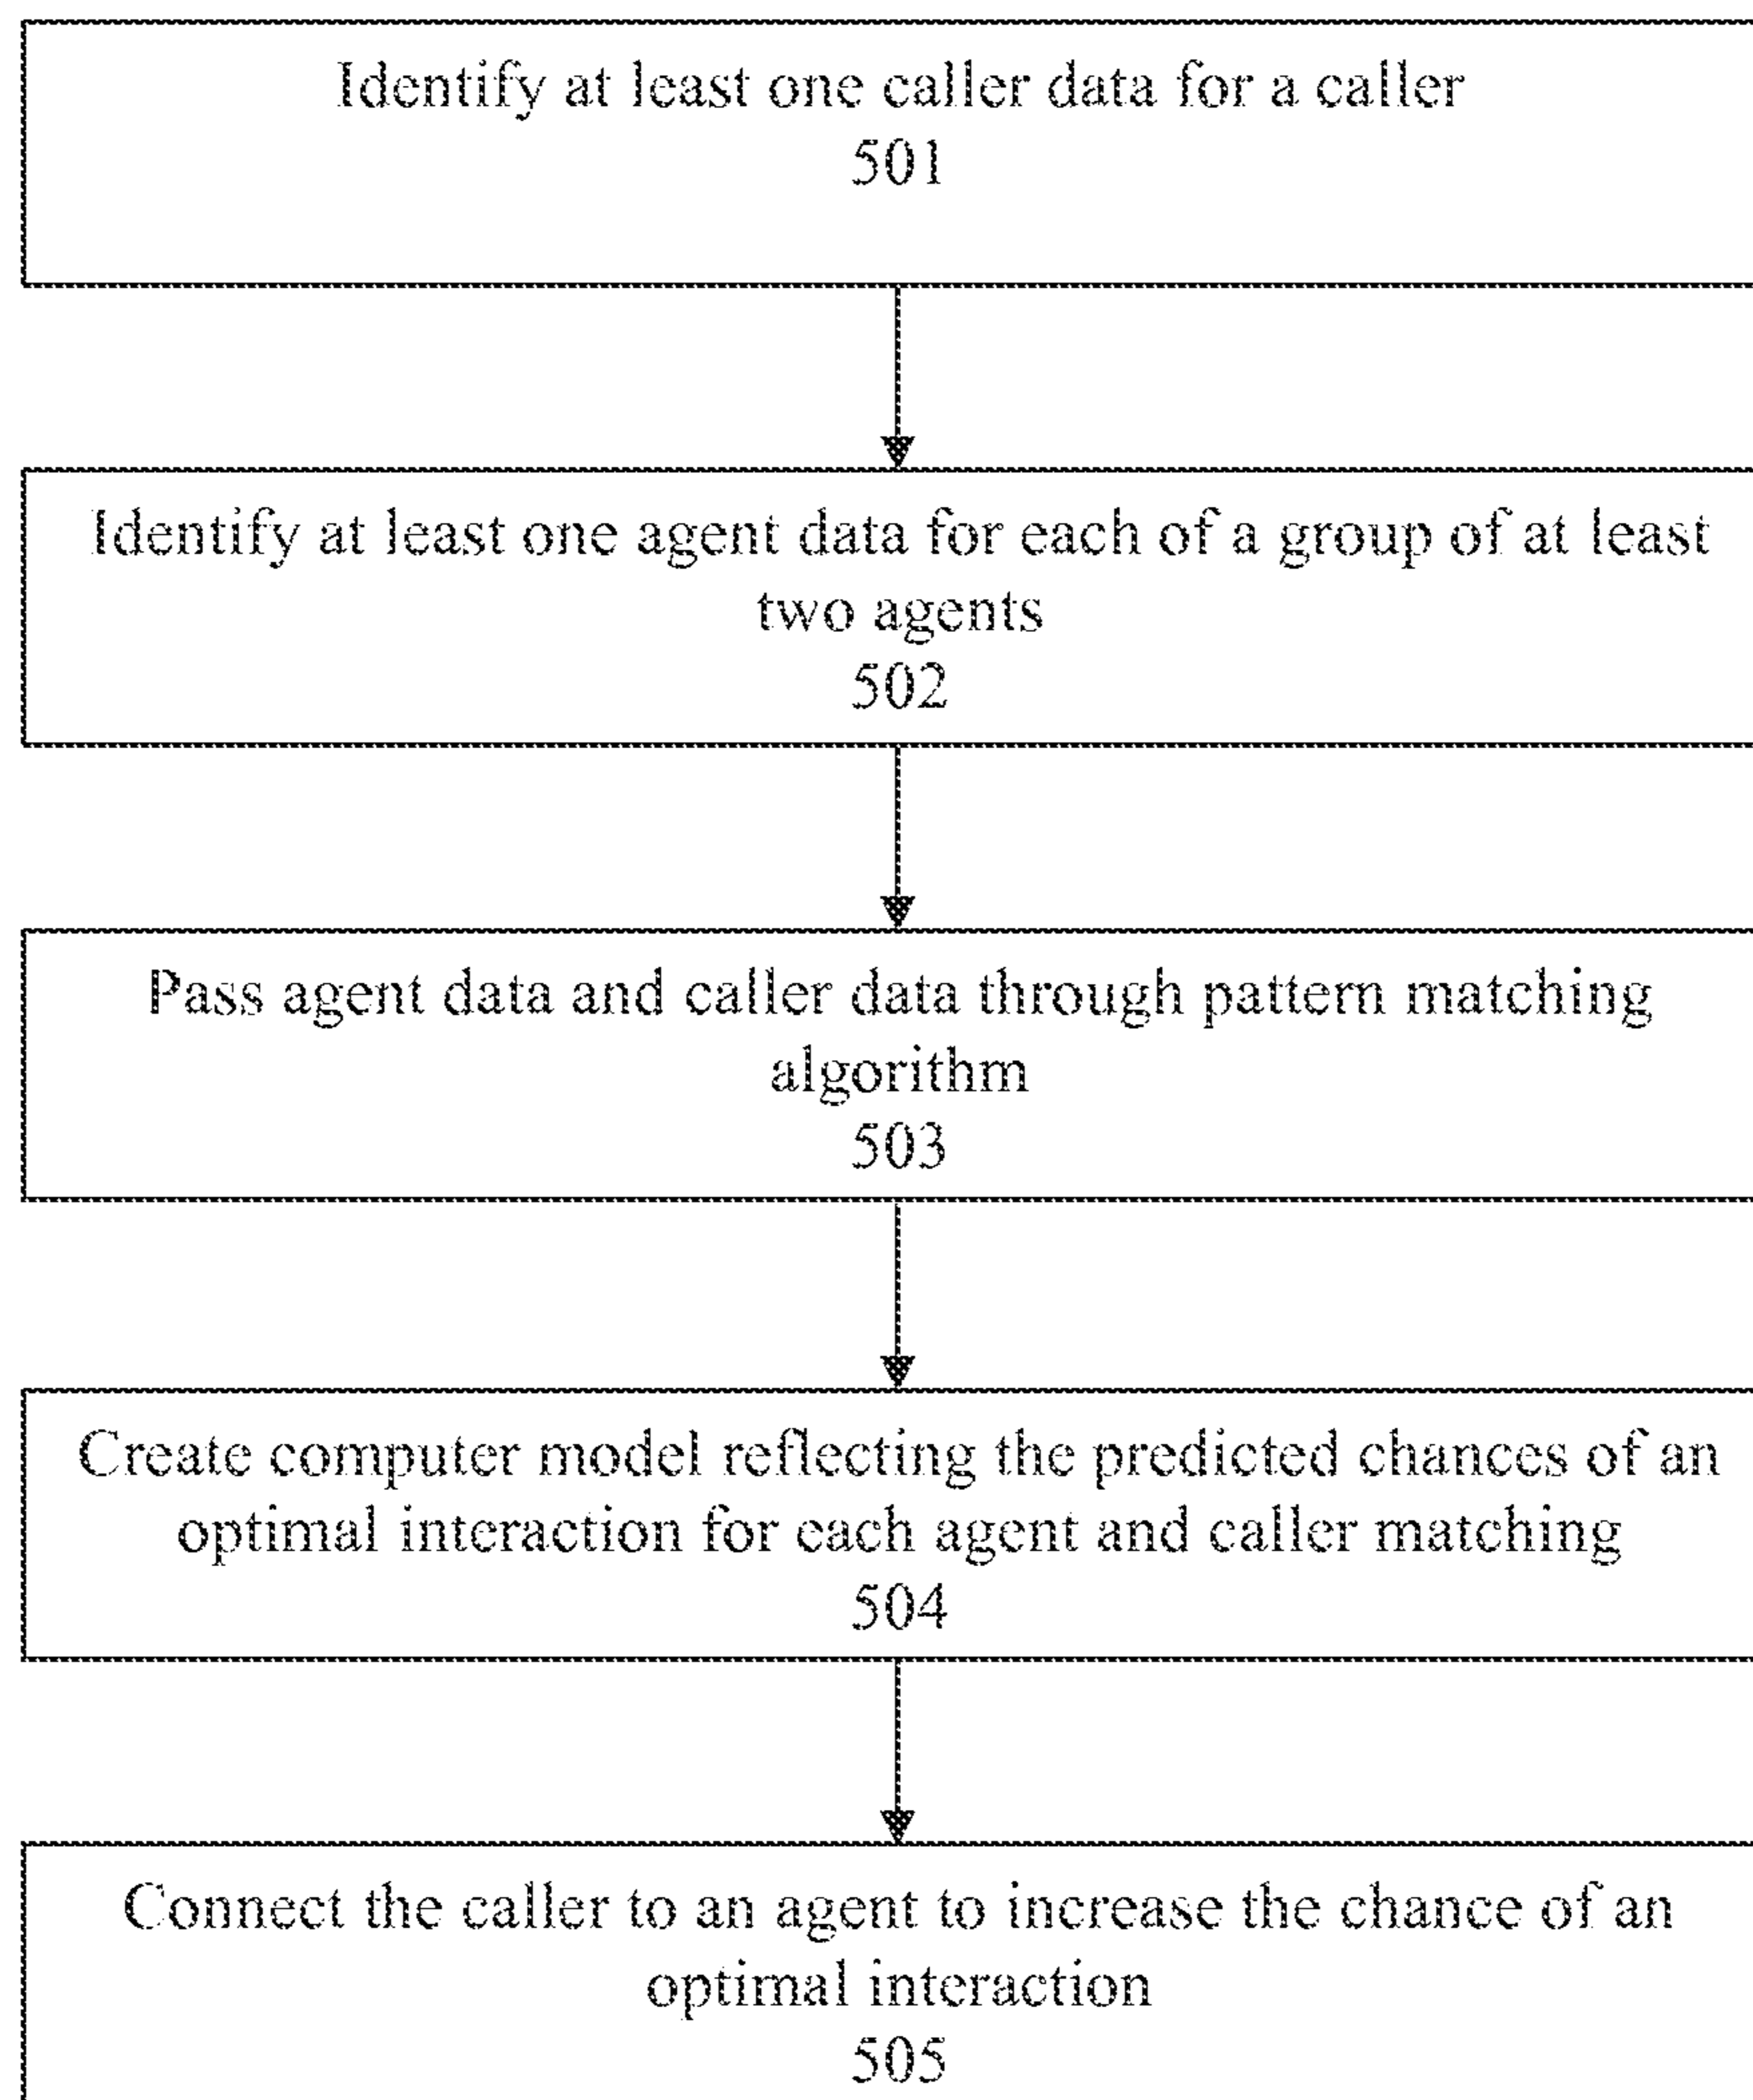 Identify at least one caller data for a caller
501
Identify at least one agent data for each of a group of at least
two agents
502
Pass agent data and caller data through pattern matching
algorithm
503
Create computer model reflecting the predicted chances of an
optimal interaction for each agent and caller matching
504
Connect the caller to an agent to increase the chance of an
optimal interaction
505